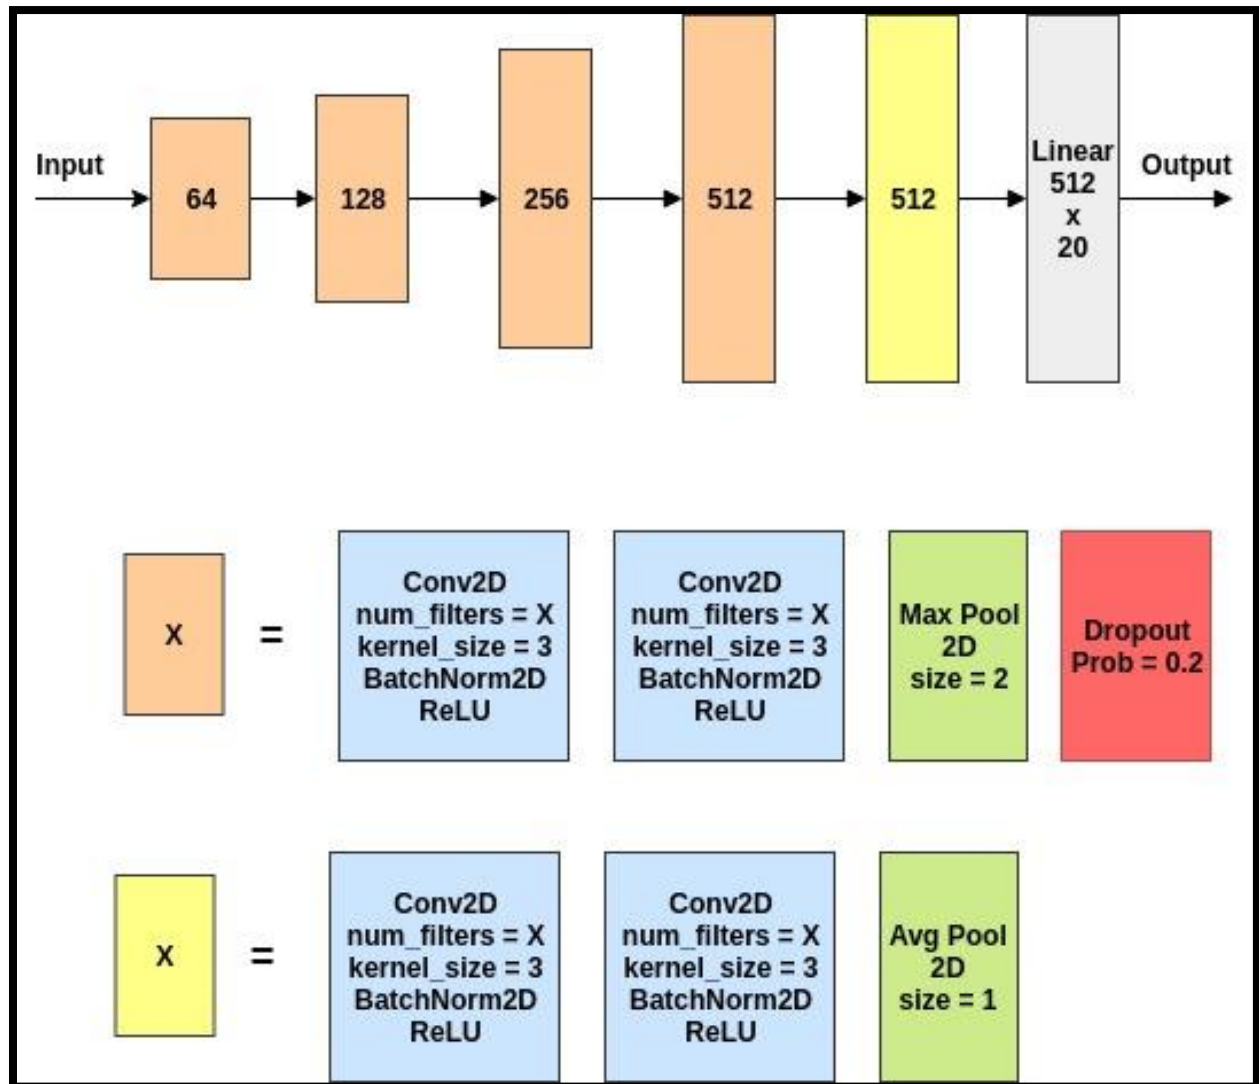 Input
64
128
256
512
512
Linear
512
x
20
Output
X
=
Conv2D
num_filters = X
kernel_size = 3
BatchNorm2D
ReLU
Conv2D
num_filters = X
kernel_size = 3
BatchNorm2D
ReLU
Max Pool
2D
size = 2
Dropout
Prob = 0.2
X
=
Conv2D
num_filters = X
kernel_size = 3
BatchNorm2D
ReLU
Conv2D
num_filters = X
kernel_size = 3
BatchNorm2D
ReLU
Avg Pool
2D
size = 1